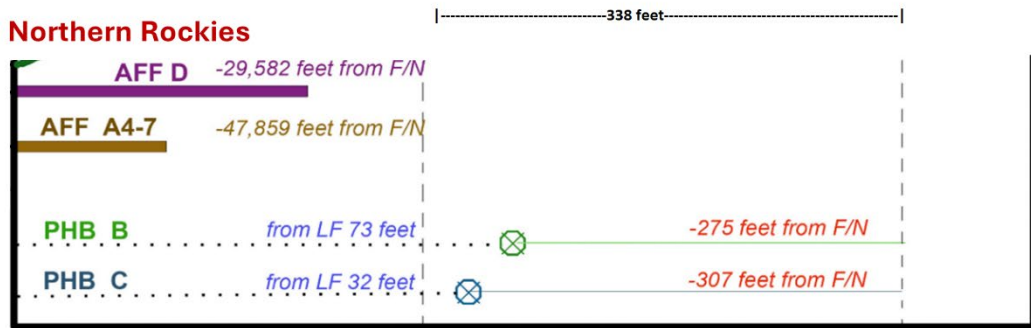 |-------------------------------338 feet--------------------------------------------|
Northern Rockies
AFF D -29,582 feet from F/N
AFF A4-7 -47,859 feet from F/N
PHB B from LF 73 feet -275 feet from F/N
PHB C from LF 32 feet -307 feet from F/N